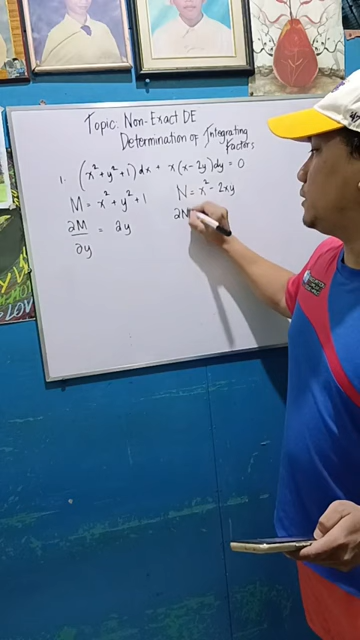 Topic: Non-Exact DE
Determination of Integrating
Factors
1. (x² + y² + 1) dx + x(x - 2y)dy = 0
M = x² + y² + 1
N = x² - 2xy
∂M/∂y = 2y
∂N